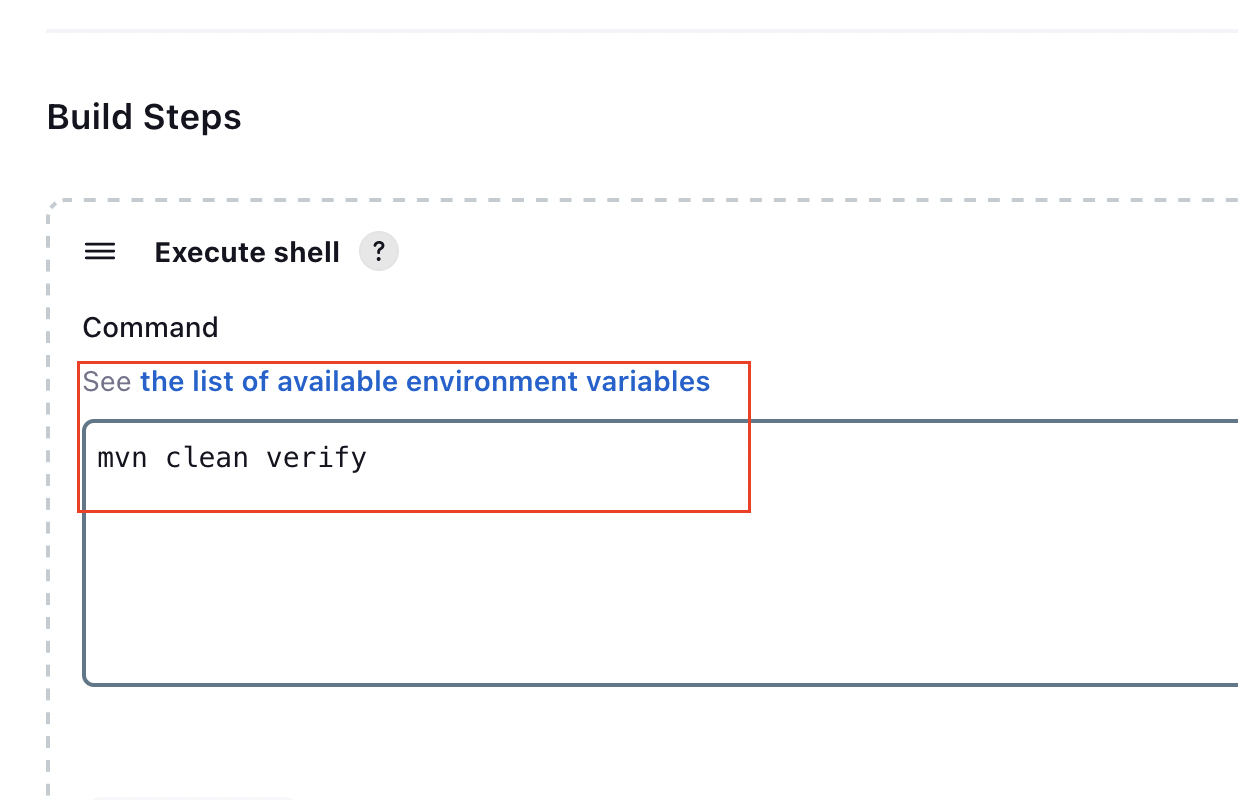 Build Steps
Execute shell ?
Command
See the list of available environment variables
mvn clean verify